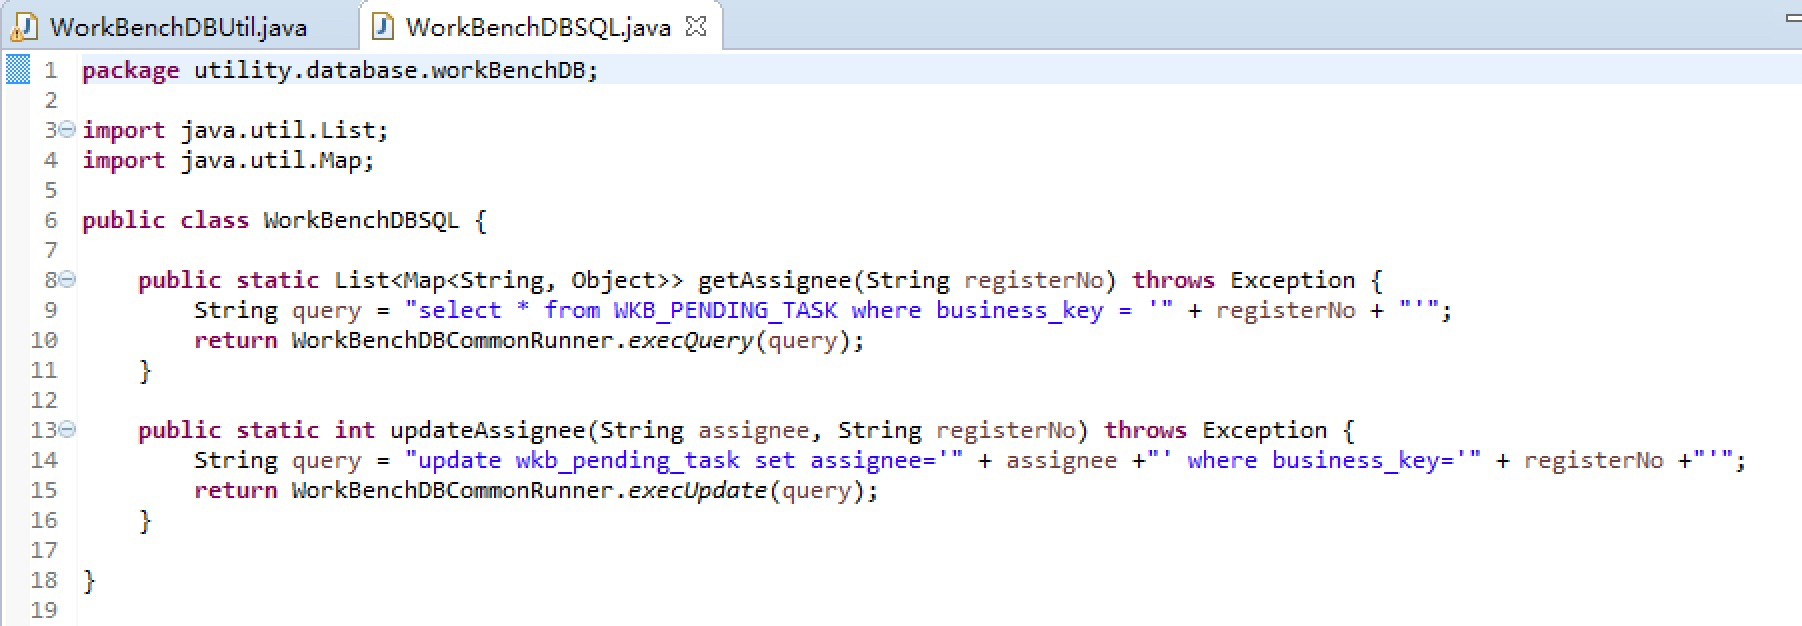 WorkBenchDBUtil.java WorkBenchDBSQL.java
1 package utility.database.workBenchDB;
2
3 import java.util.List;
4 import java.util.Map;
5
6 public class WorkBenchDBSQL {
7
8     public static List<Map<String, Object>> getAssignee(String registerNo) throws Exception {
9         String query = "select * from WKB_PENDING_TASK where business_key = '" + registerNo + "'";
10         return WorkBenchDBCommonRunner.execQuery(query);
11     }
12
13     public static int updateAssignee(String assignee, String registerNo) throws Exception {
14         String query = "update wkb_pending_task set assignee='" + assignee +"' where business_key='" + registerNo +"'";
15         return WorkBenchDBCommonRunner.execUpdate(query);
16     }
17
18 }
19